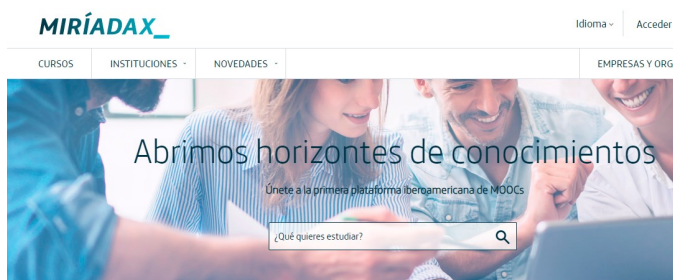 MIRÍADAX_
Idioma
Acceder
CURSOS
INSTITUCIONES
NOVEDADES
EMPRESAS Y ORG
Abrimos horizontes de conocimientos
Únete a la primera plataforma iberoamericana de MOOCs
¿Qué quieres estudiar?